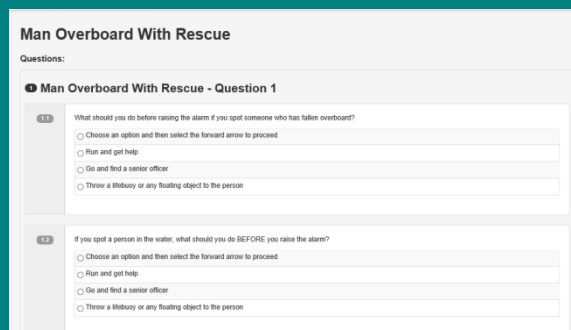 Man Overboard With Rescue
Questions:
1 Man Overboard With Rescue - Question 1
1.1 What should you do before raising the alarm if you spot someone who has fallen overboard?
Choose an option and then select the forward arrow to proceed
Run and get help
Go and find a senior officer
Throw a lifebuoy or any floating object to the person
1.2 If you spot a person in the water, what should you do BEFORE you raise the alarm?
Choose an option and then select the forward arrow to proceed
Run and get help
Go and find a senior officer
Throw a lifebuoy or any floating object to the person